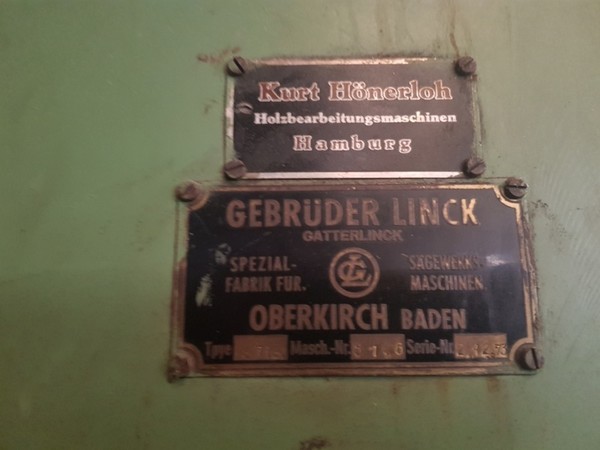 Kurt Hönerloh
Holzbearbeitungsmaschinen
Hamburg
GEBRÜDER LINCK
GATTERLINCK
SPEZIAL-
FABRIK FÜR.
GL
SÄGEWERKS-
MASCHINEN.
OBERKIRCH BADEN
Type Masch.-Nr. Serie-Nr.